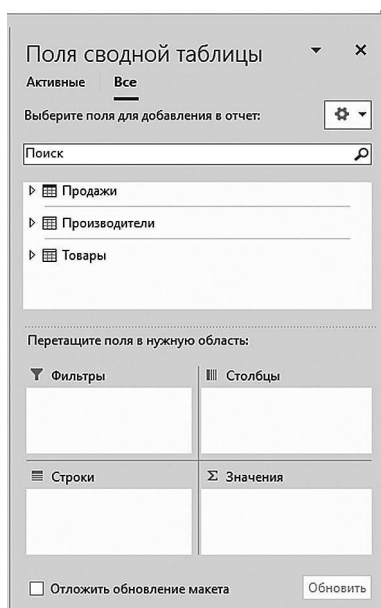 Поля сводной таблицы
Активные Все
Выберите поля для добавления в отчет:
Поиск
Продажи
Производители
Товары
Перетащите поля в нужную область:
Фильтры
Столбцы
Строки
Σ Значения
Отложить обновление макета
Обновить